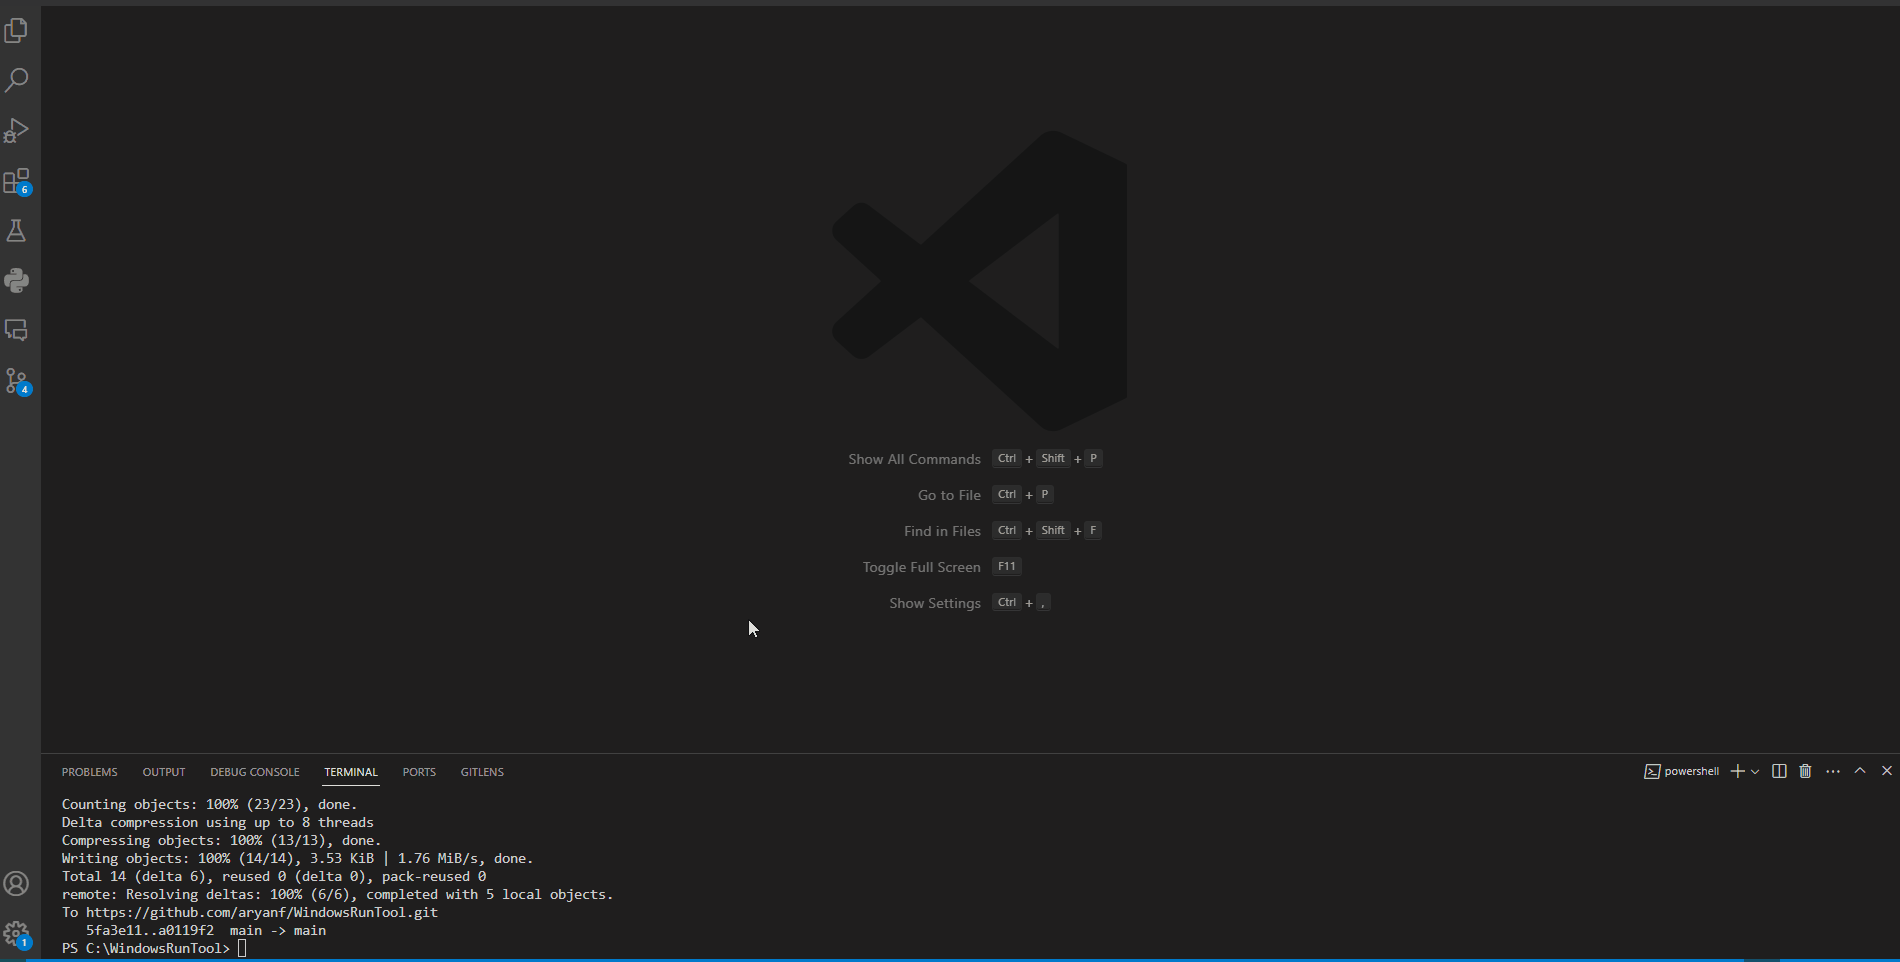 6
4
Show All Commands Ctrl + Shift + P
Go to File Ctrl + P
Find in Files Ctrl + Shift + F
Toggle Full Screen F11
Show Settings Ctrl + ,
PROBLEMS OUTPUT DEBUG CONSOLE TERMINAL PORTS GITLENS powershell
Counting objects: 100% (23/23), done.
Delta compression using up to 8 threads
Compressing objects: 100% (13/13), done.
Writing objects: 100% (14/14), 3.53 KiB | 1.76 MiB/s, done.
Total 14 (delta 6), reused 0 (delta 0), pack-reused 0
remote: Resolving deltas: 100% (6/6), completed with 5 local objects.
To https://github.com/aryanf/WindowsRunTool.git
5fa3e11..a0119f2  main -> main
PS C:\WindowsRunTool>
1